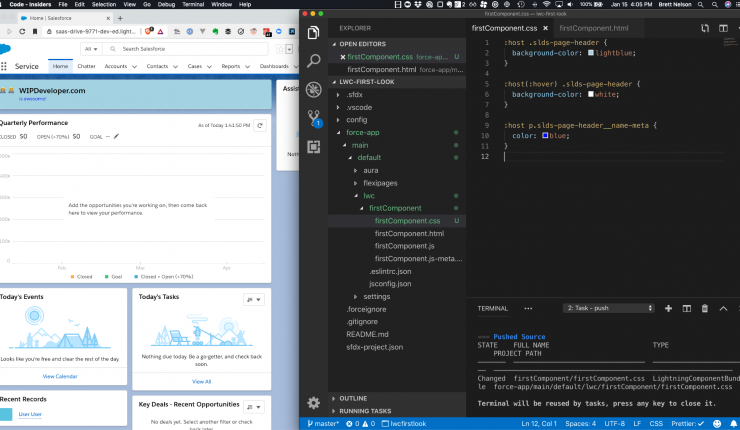 Code - Insiders File Edit Selection View Go Debug Terminal Window Help
100% Jan 15 4:05 PM Brett Nelson
Home | Salesforce
saas-drive-9771-dev-ed.light...
All Search Salesforce
Service Home Chatter Accounts Contacts Cases Reports Dashboards
WIPDeveloper.com
is awesome!
Assis
Quarterly Performance
As of Today 1:41:50 PM
CLOSED $0 OPEN (>70%) $0 GOAL --
Add the opportunities you're working on, then come back
here to view your performance.
Feb Mar Apr
Closed Goal Closed + Open (>70%)
Today's Events
Looks like you're free and clear the rest of the day.
View Calendar
Today's Tasks
Nothing due today. Be a go-getter, and check back
soon.
View All
Recent Records
User User
Key Deals - Recent Opportunities
No deals yet. Select another filter or check
back later.
firstComponent.css — lwc-first-look
EXPLORER
OPEN EDITORS
firstComponent.css force-ap... U
firstComponent.html force-app/m...
LWC-FIRST-LOOK
.sfdx
.vscode
config
force-app
main
default
aura
flexipages
lwc
firstComponent
firstComponent.css U
firstComponent.html
firstComponent.js
firstComponent.js-meta....
.eslintrc.json
jsconfig.json
settings
.forceignore
.gitignore
README.md
sfdx-project.json
OUTLINE
RUNNING TASKS
firstComponent.css firstComponent.html
1 :host .slds-page-header {
2 background-color: lightblue;
3 }
4
5 :host(:hover) .slds-page-header {
6 background-color: white;
7 }
8
9 :host p.slds-page-header__name-meta {
10 color: blue;
11 }
12
TERMINAL ... 2: Task - push
=== Pushed Source
STATE FULL NAME TYPE
PROJECT PATH
Changed firstComponent/firstComponent.css LightningComponentBund
le force-app/main/default/lwc/firstComponent/firstComponent.css
Terminal will be reused by tasks, press any key to close it.
master* 0 0 lwcfirstlook Ln 12, Col 1 Spaces: 4 UTF-8 LF CSS Prettier: ✓